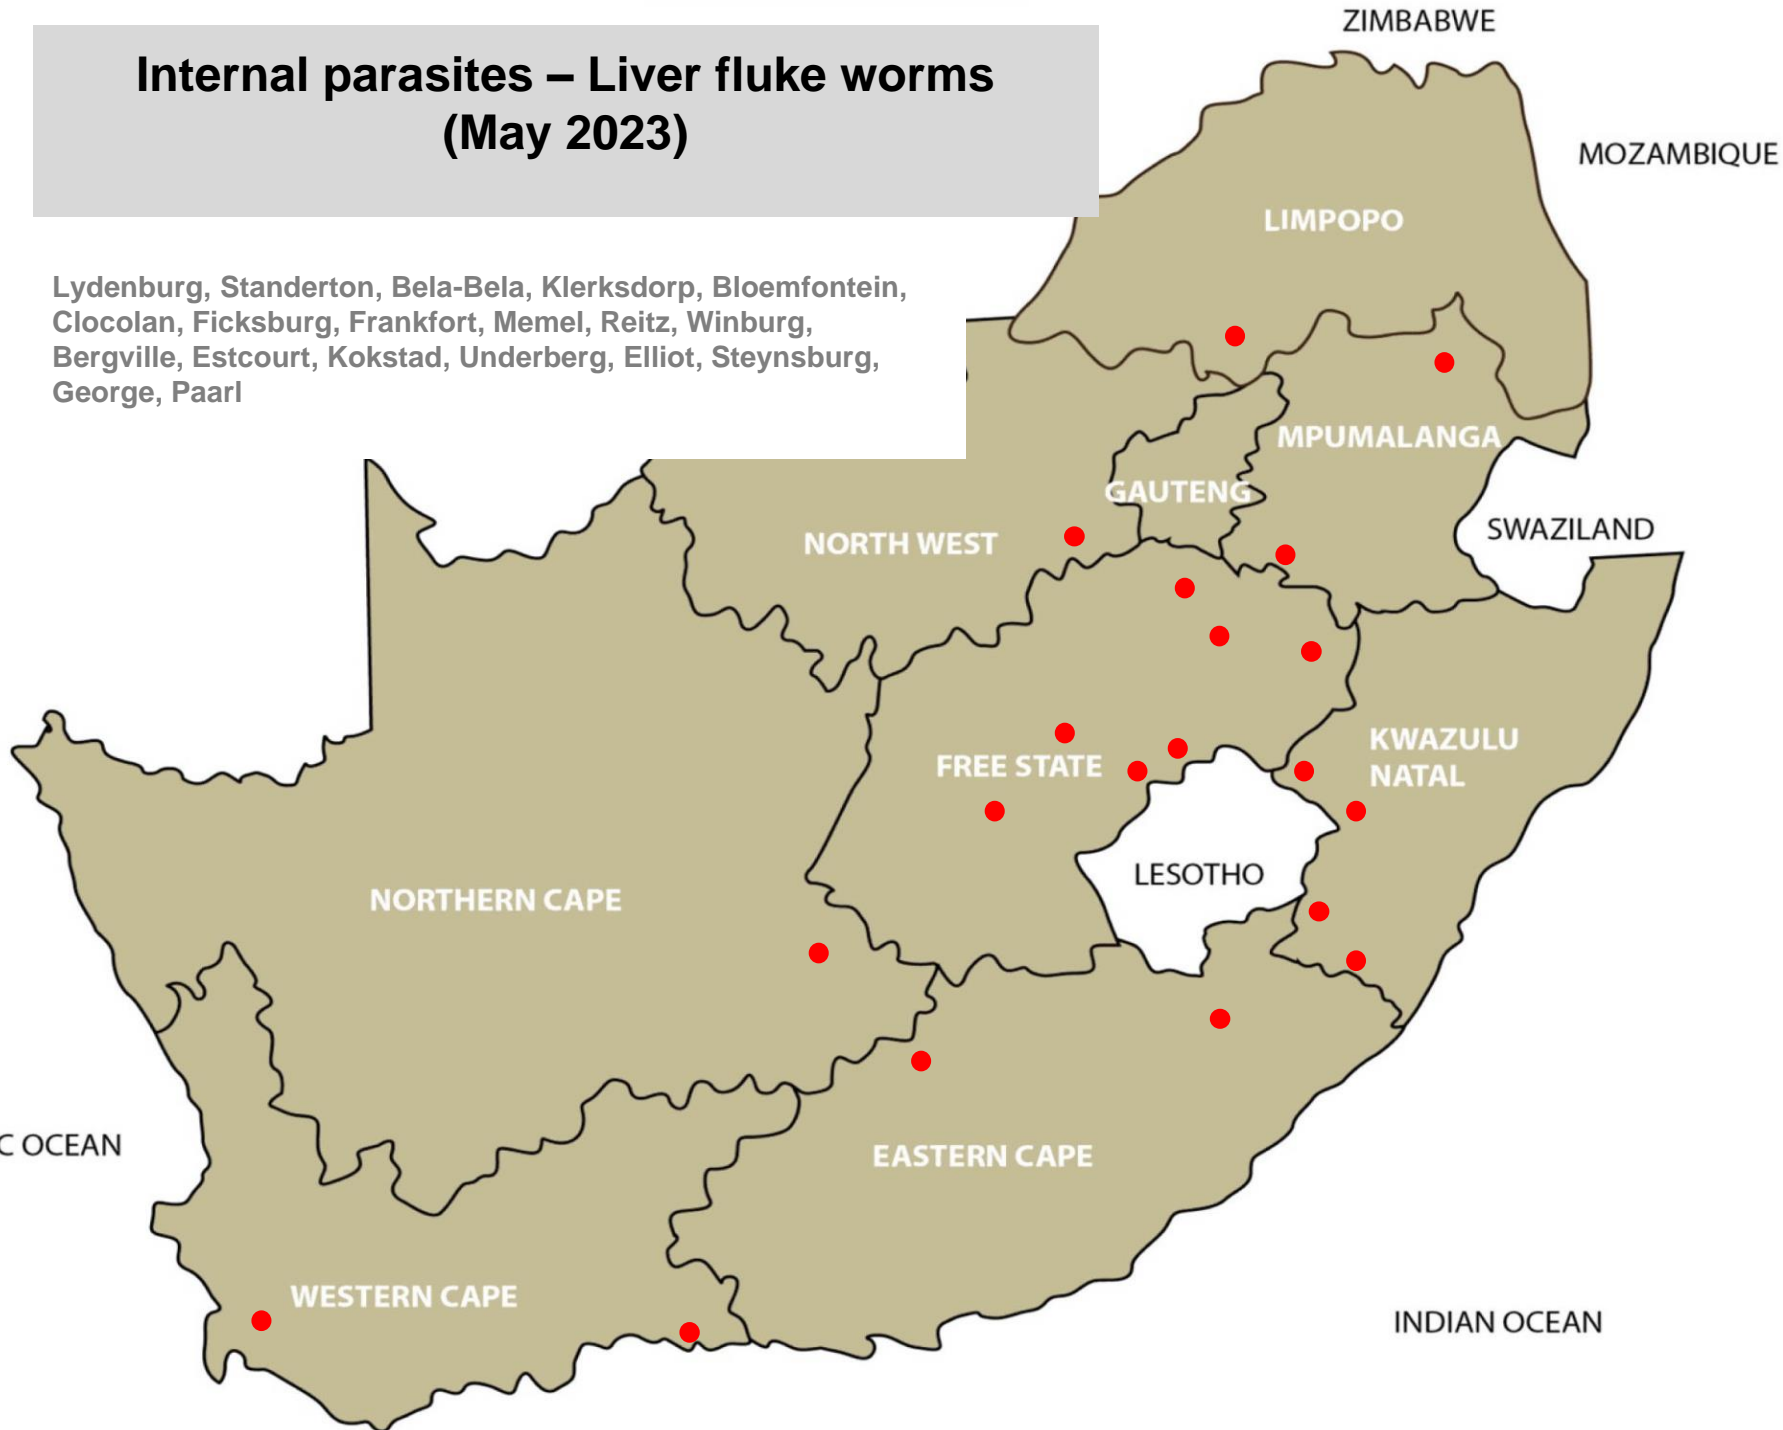 Internal parasites – Liver fluke worms
(May 2023)
Lydenburg, Standerton, Bela-Bela, Klerksdorp, Bloemfontein,
Clocolan, Ficksburg, Frankfort, Memel, Reitz, Winburg,
Bergville, Estcourt, Kokstad, Underberg, Elliot, Steynsburg,
George, Paarl
ZIMBABWE
MOZAMBIQUE
LIMPOPO
MPUMALANGA
GAUTENG
NORTH WEST
SWAZILAND
KWAZULU
NATAL
FREE STATE
LESOTHO
NORTHERN CAPE
C OCEAN
EASTERN CAPE
WESTERN CAPE
INDIAN OCEAN